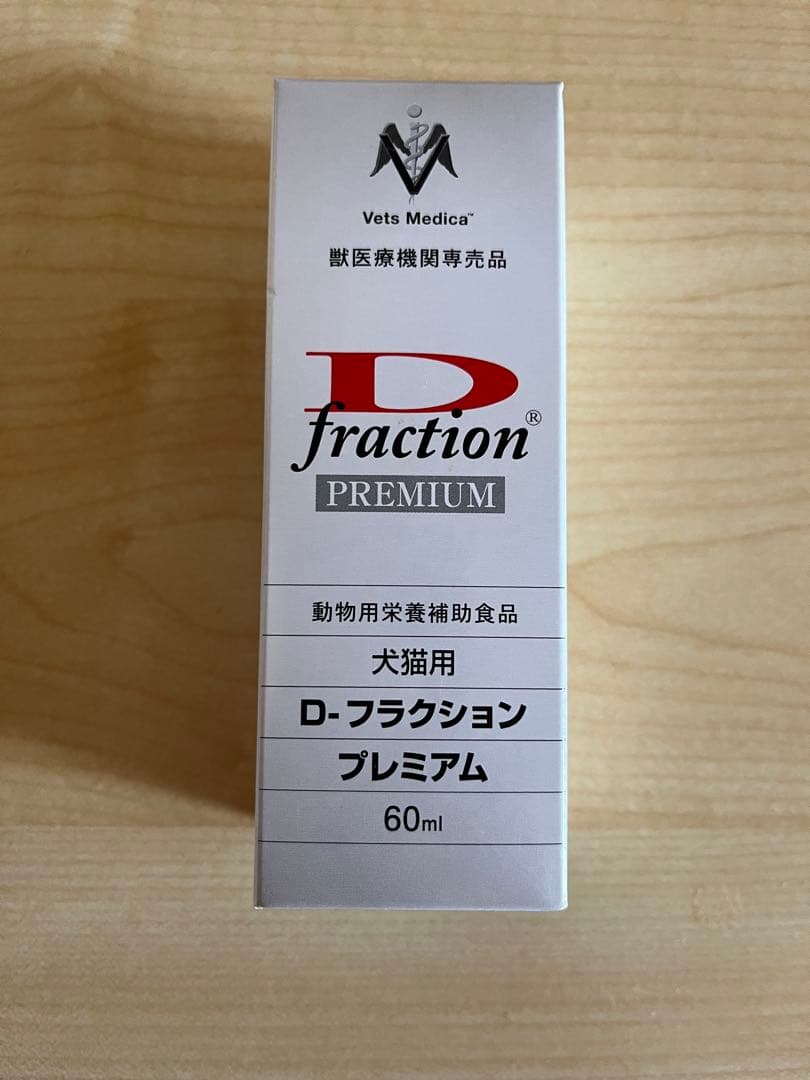 Vets Medica™
獣医療機関専売品
D
fraction®
PREMIUM
動物用栄養補助食品
犬猫用
D-フラクション
プレミアム
60ml